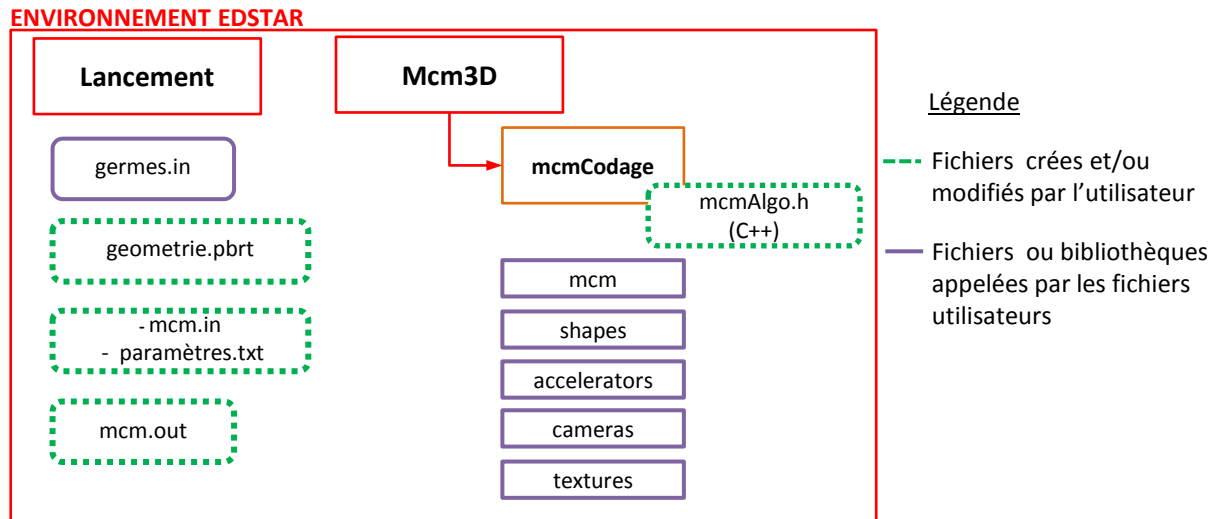 ENVIRONNEMENT EDSTAR
Lancement
germes.in
geometrie.pbrt
-mcm.in
- paramètres.txt
mcm.out
Mcm3D
mcmCodage
mcmAlgo.h
(C++)
mcm
shapes
accelerators
cameras
textures
Légende
Fichiers crées et/ou
modifiés par l’utilisateur
Fichiers ou bibliothèques
appelées par les fichiers
utilisateurs